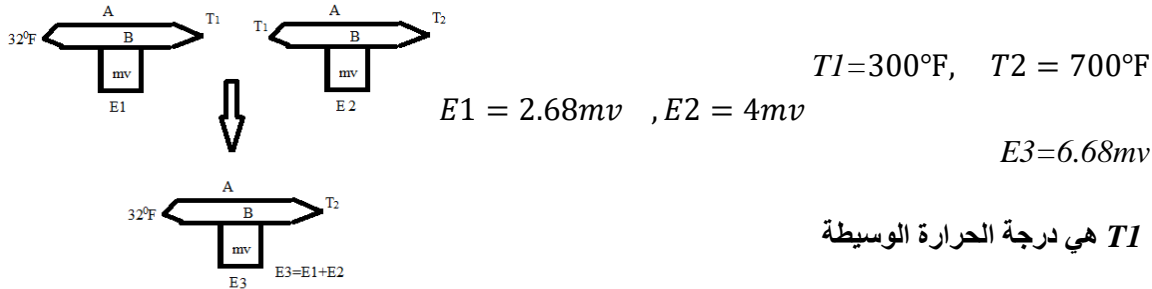 A
A
32⁰F
T1
T1
T2
B
B
mv
mv
E1
E 2
T1=300°F, T2 = 700°F
E1 = 2.68mv , E2 = 4mv
E3=6.68mv
A
32⁰F
T2
B
mv
E3
E3=E1+E2
T1 هي درجة الحرارة الوسيطة